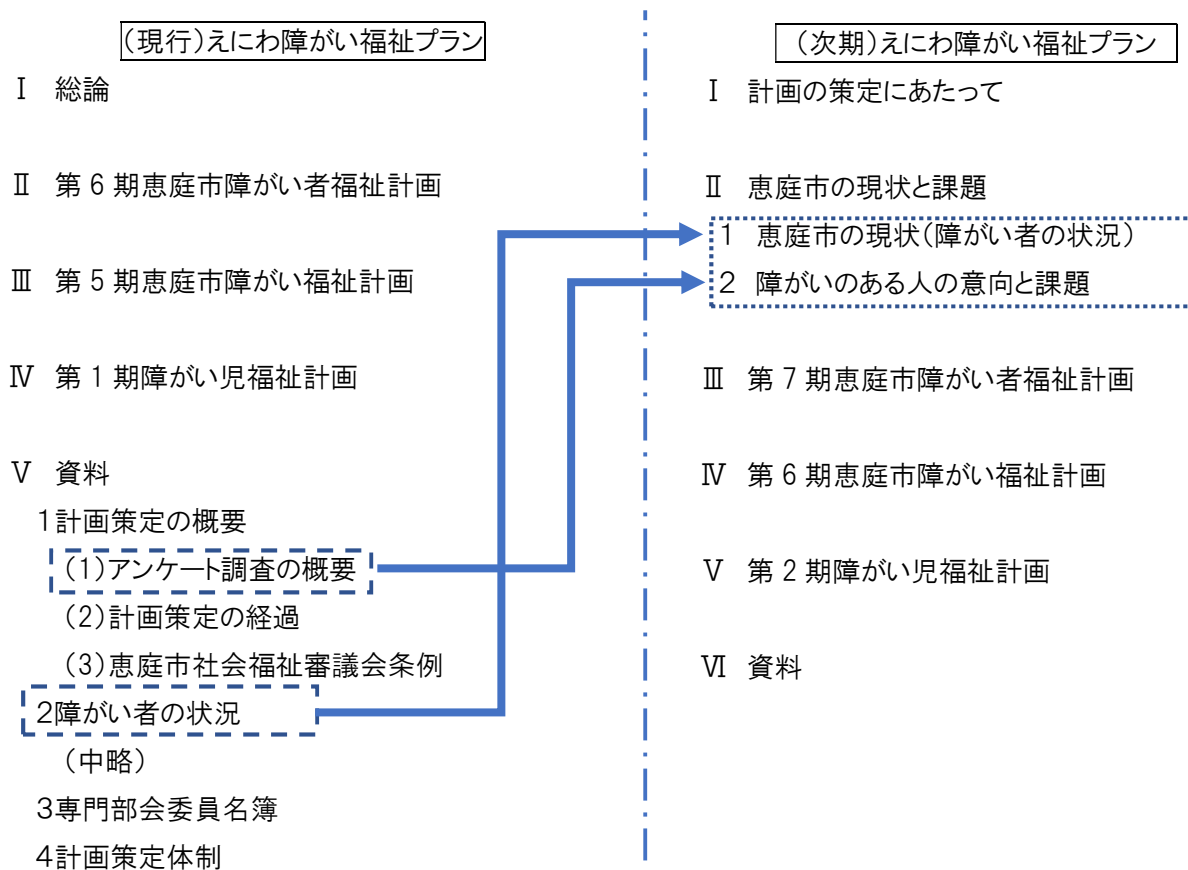 (現行)えにわ障がい福祉プラン
Ⅰ 総論
Ⅱ 第6期恵庭市障がい者福祉計画
Ⅲ 第5期恵庭市障がい福祉計画
Ⅳ 第1期障がい児福祉計画
Ⅴ 資料
1計画策定の概要
(1)アンケート調査の概要
(2)計画策定の経過
(3)恵庭市社会福祉審議会条例
2障がい者の状況
(中略)
3専門部会委員名簿
4計画策定体制
(次期)えにわ障がい福祉プラン
Ⅰ 計画の策定にあたって
Ⅱ 恵庭市の現状と課題
1 恵庭市の現状(障がい者の状況)
2 障がいのある人の意向と課題
Ⅲ 第7期恵庭市障がい者福祉計画
Ⅳ 第6期恵庭市障がい福祉計画
Ⅴ 第2期障がい児福祉計画
Ⅵ 資料